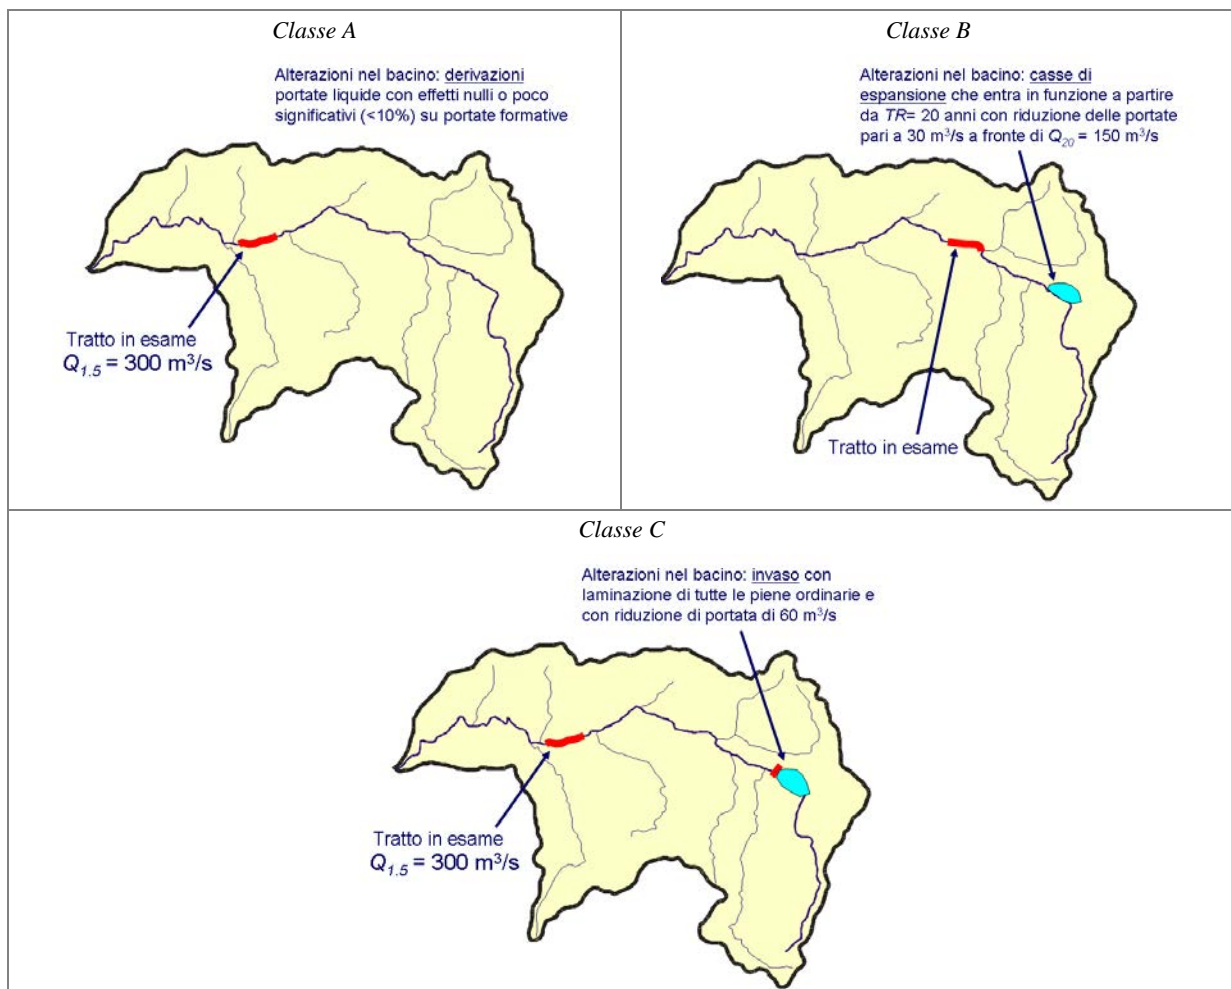 Classe A
Alterazioni nel bacino: derivazioni
portate liquide con effetti nulli o poco
significativi (<10%) su portate formative
Tratto in esame
Q1.5 = 300 m³/s
Classe B
Alterazioni nel bacino: casse di
espansione che entra in funzione a partire
da TR= 20 anni con riduzione delle portate
pari a 30 m³/s a fronte di Q20 = 150 m³/s
Tratto in esame
Classe C
Alterazioni nel bacino: invaso con
laminazione di tutte le piene ordinarie e
con riduzione di portata di 60 m³/s
Tratto in esame
Q1.5 = 300 m³/s